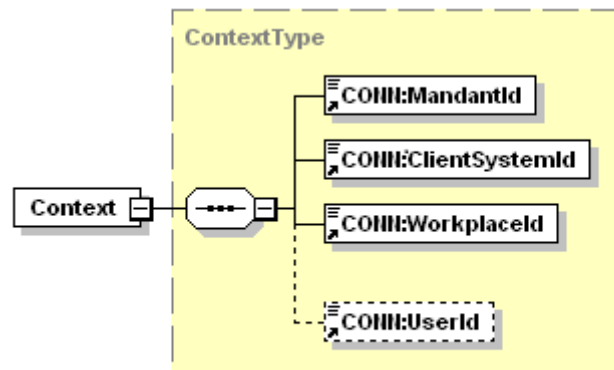 ContextType
CONN:MandantId
CONN:ClientSystemId
Context
CONN:WorkplaceId
CONN:UserId